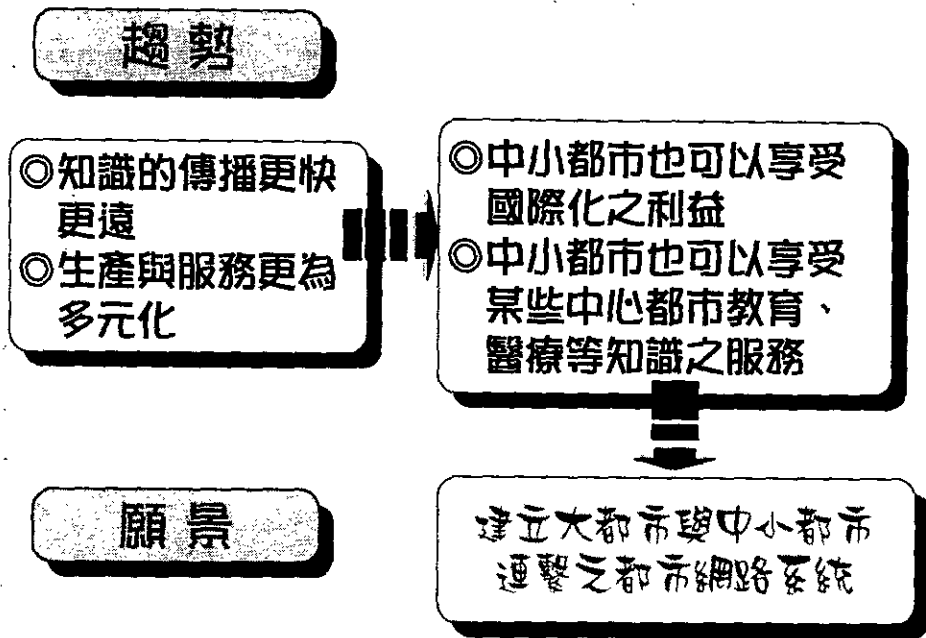 趨勢
◎知識的傳播更快
更遠
◎生產與服務更為
多元化
◎中小都市也可以享受
國際化之利益
◎中小都市也可以享受
某些中心都市教育、
醫療等知識之服務
願景
建立大都市與中小都市
連繫之都市網路系統